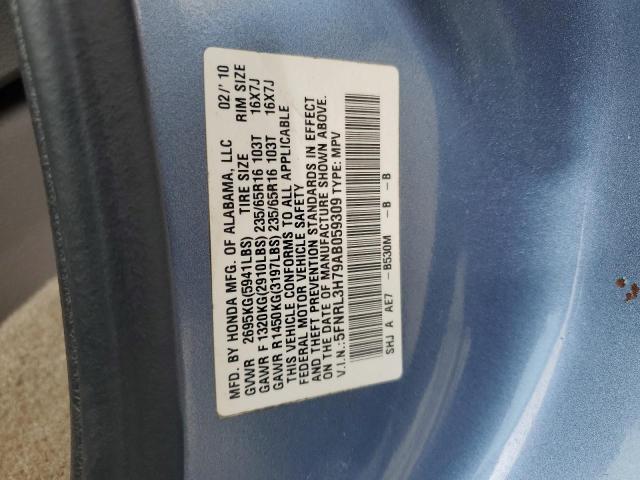 MFD. BY HONDA MFG. OF ALABAMA, LLC 02/'10
GVWR 2695KG(5941LBS) TIRE SIZE RIM SIZE
GAWR F 1320KG(2910LBS) 235/65R16 103T 16X7J
GAWR R1450KG(3197LBS) 235/65R16 103T 16X7J
THIS VEHICLE CONFORMS TO ALL APPLICABLE
FEDERAL MOTOR VEHICLE SAFETY
AND THEFT PREVENTION STANDARDS IN EFFECT
ON THE DATE OF MANUFACTURE SHOWN ABOVE.
V.I.N.: 5FNRL3H79AB059309 TYPE: MPV
SHJ A AE7 - B530M - B - B